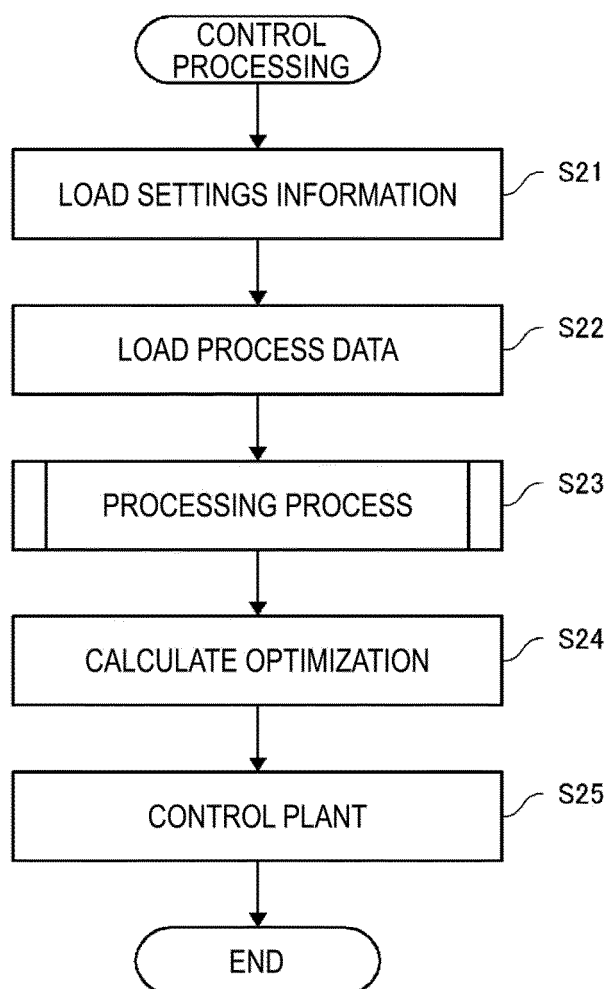 CONTROL
PROCESSING
LOAD SETTINGS INFORMATION
S21
LOAD PROCESS DATA
S22
PROCESSING PROCESS
S23
CALCULATE OPTIMIZATION
S24
CONTROL PLANT
S25
END